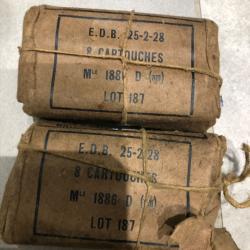 E.D.B. 25-2-28
8 CARTOUCHES
Mle 1886 D (am)
LOT 187
E.D.B. 25-2-28
8 CARTOUCHES
Mle 1886 D (am)
LOT 187